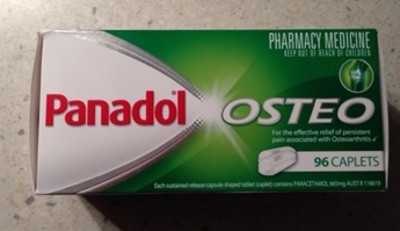 PHARMACY MEDICINE
KEEP OUT OF REACH OF CHILDREN
Panadol OSTEO
For the effective relief of persistent
pain associated with Osteoarthritis ✓
96 CAPLETS
Each sustained release capsule shaped tablet (caplet) contains PARACETAMOL 665mg AUST R